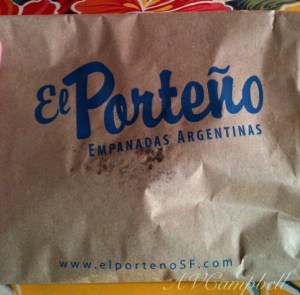 El Porteño
EMPANADAS ARGENTINAS
www.elportenoSF.com
AVCampbell